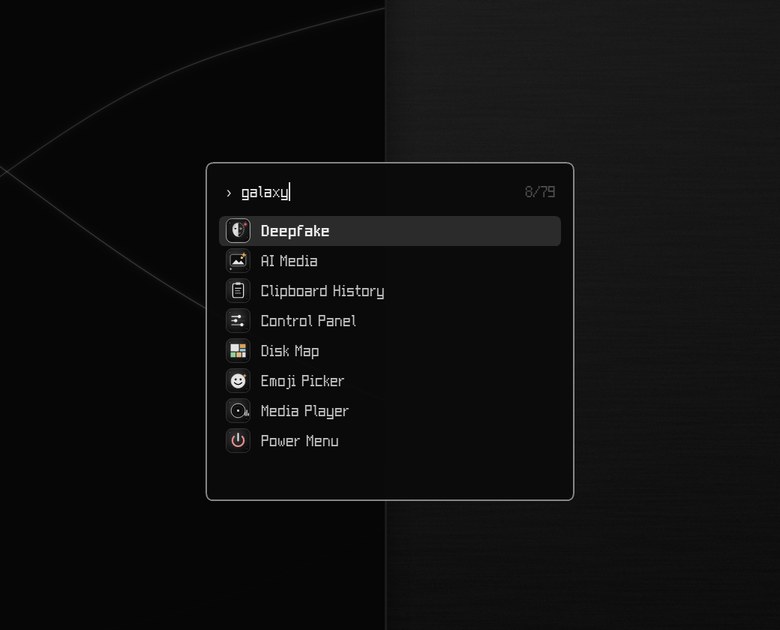 › galaxy 8/79
Deepfake
AI Media
Clipboard History
Control Panel
Disk Map
Emoji Picker
Media Player
Power Menu